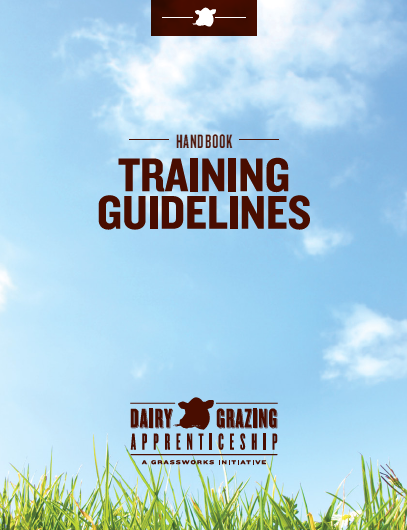 HANDBOOK
TRAINING
GUIDELINES
DAIRY GRAZING
APPRENTICESHIP
A GRASSWORKS INITIATIVE